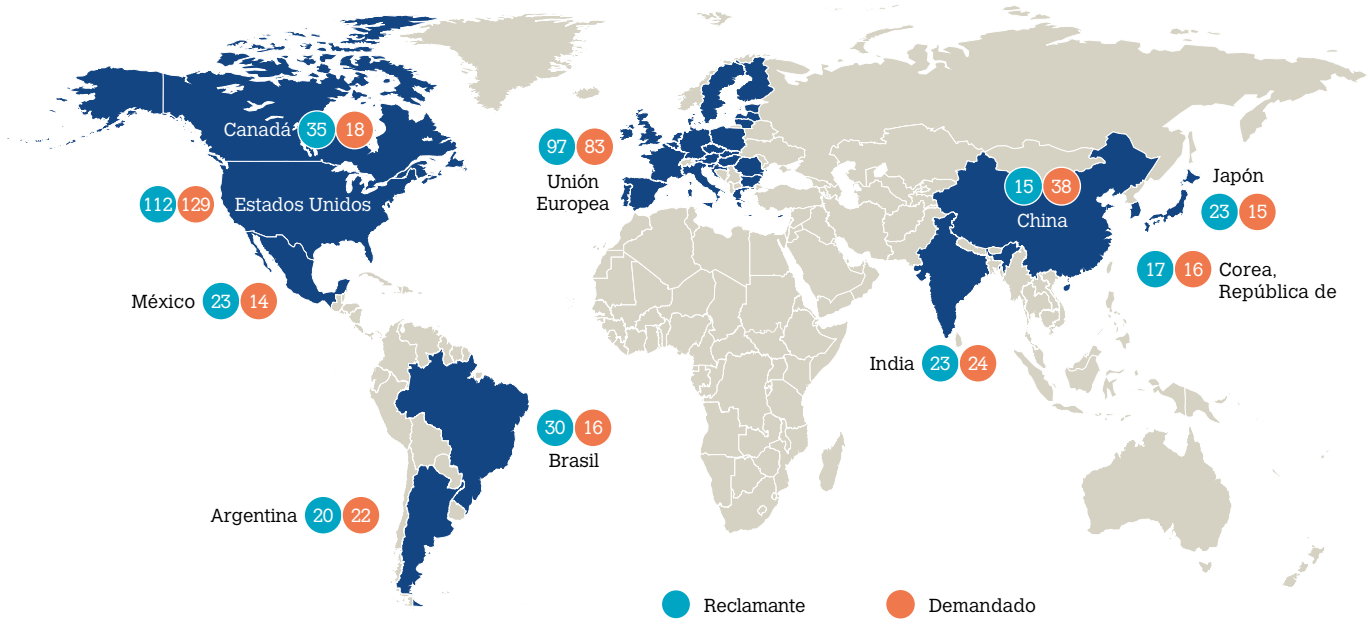 Canadá 35 18
97 83
Unión
Europea
112 129 Estados Unidos
15 38
China
Japón
23 15
17 16 Corea,
República de
México 23 14
India 23 24
30 16
Brasil
Argentina 20 22
Reclamante
Demandado